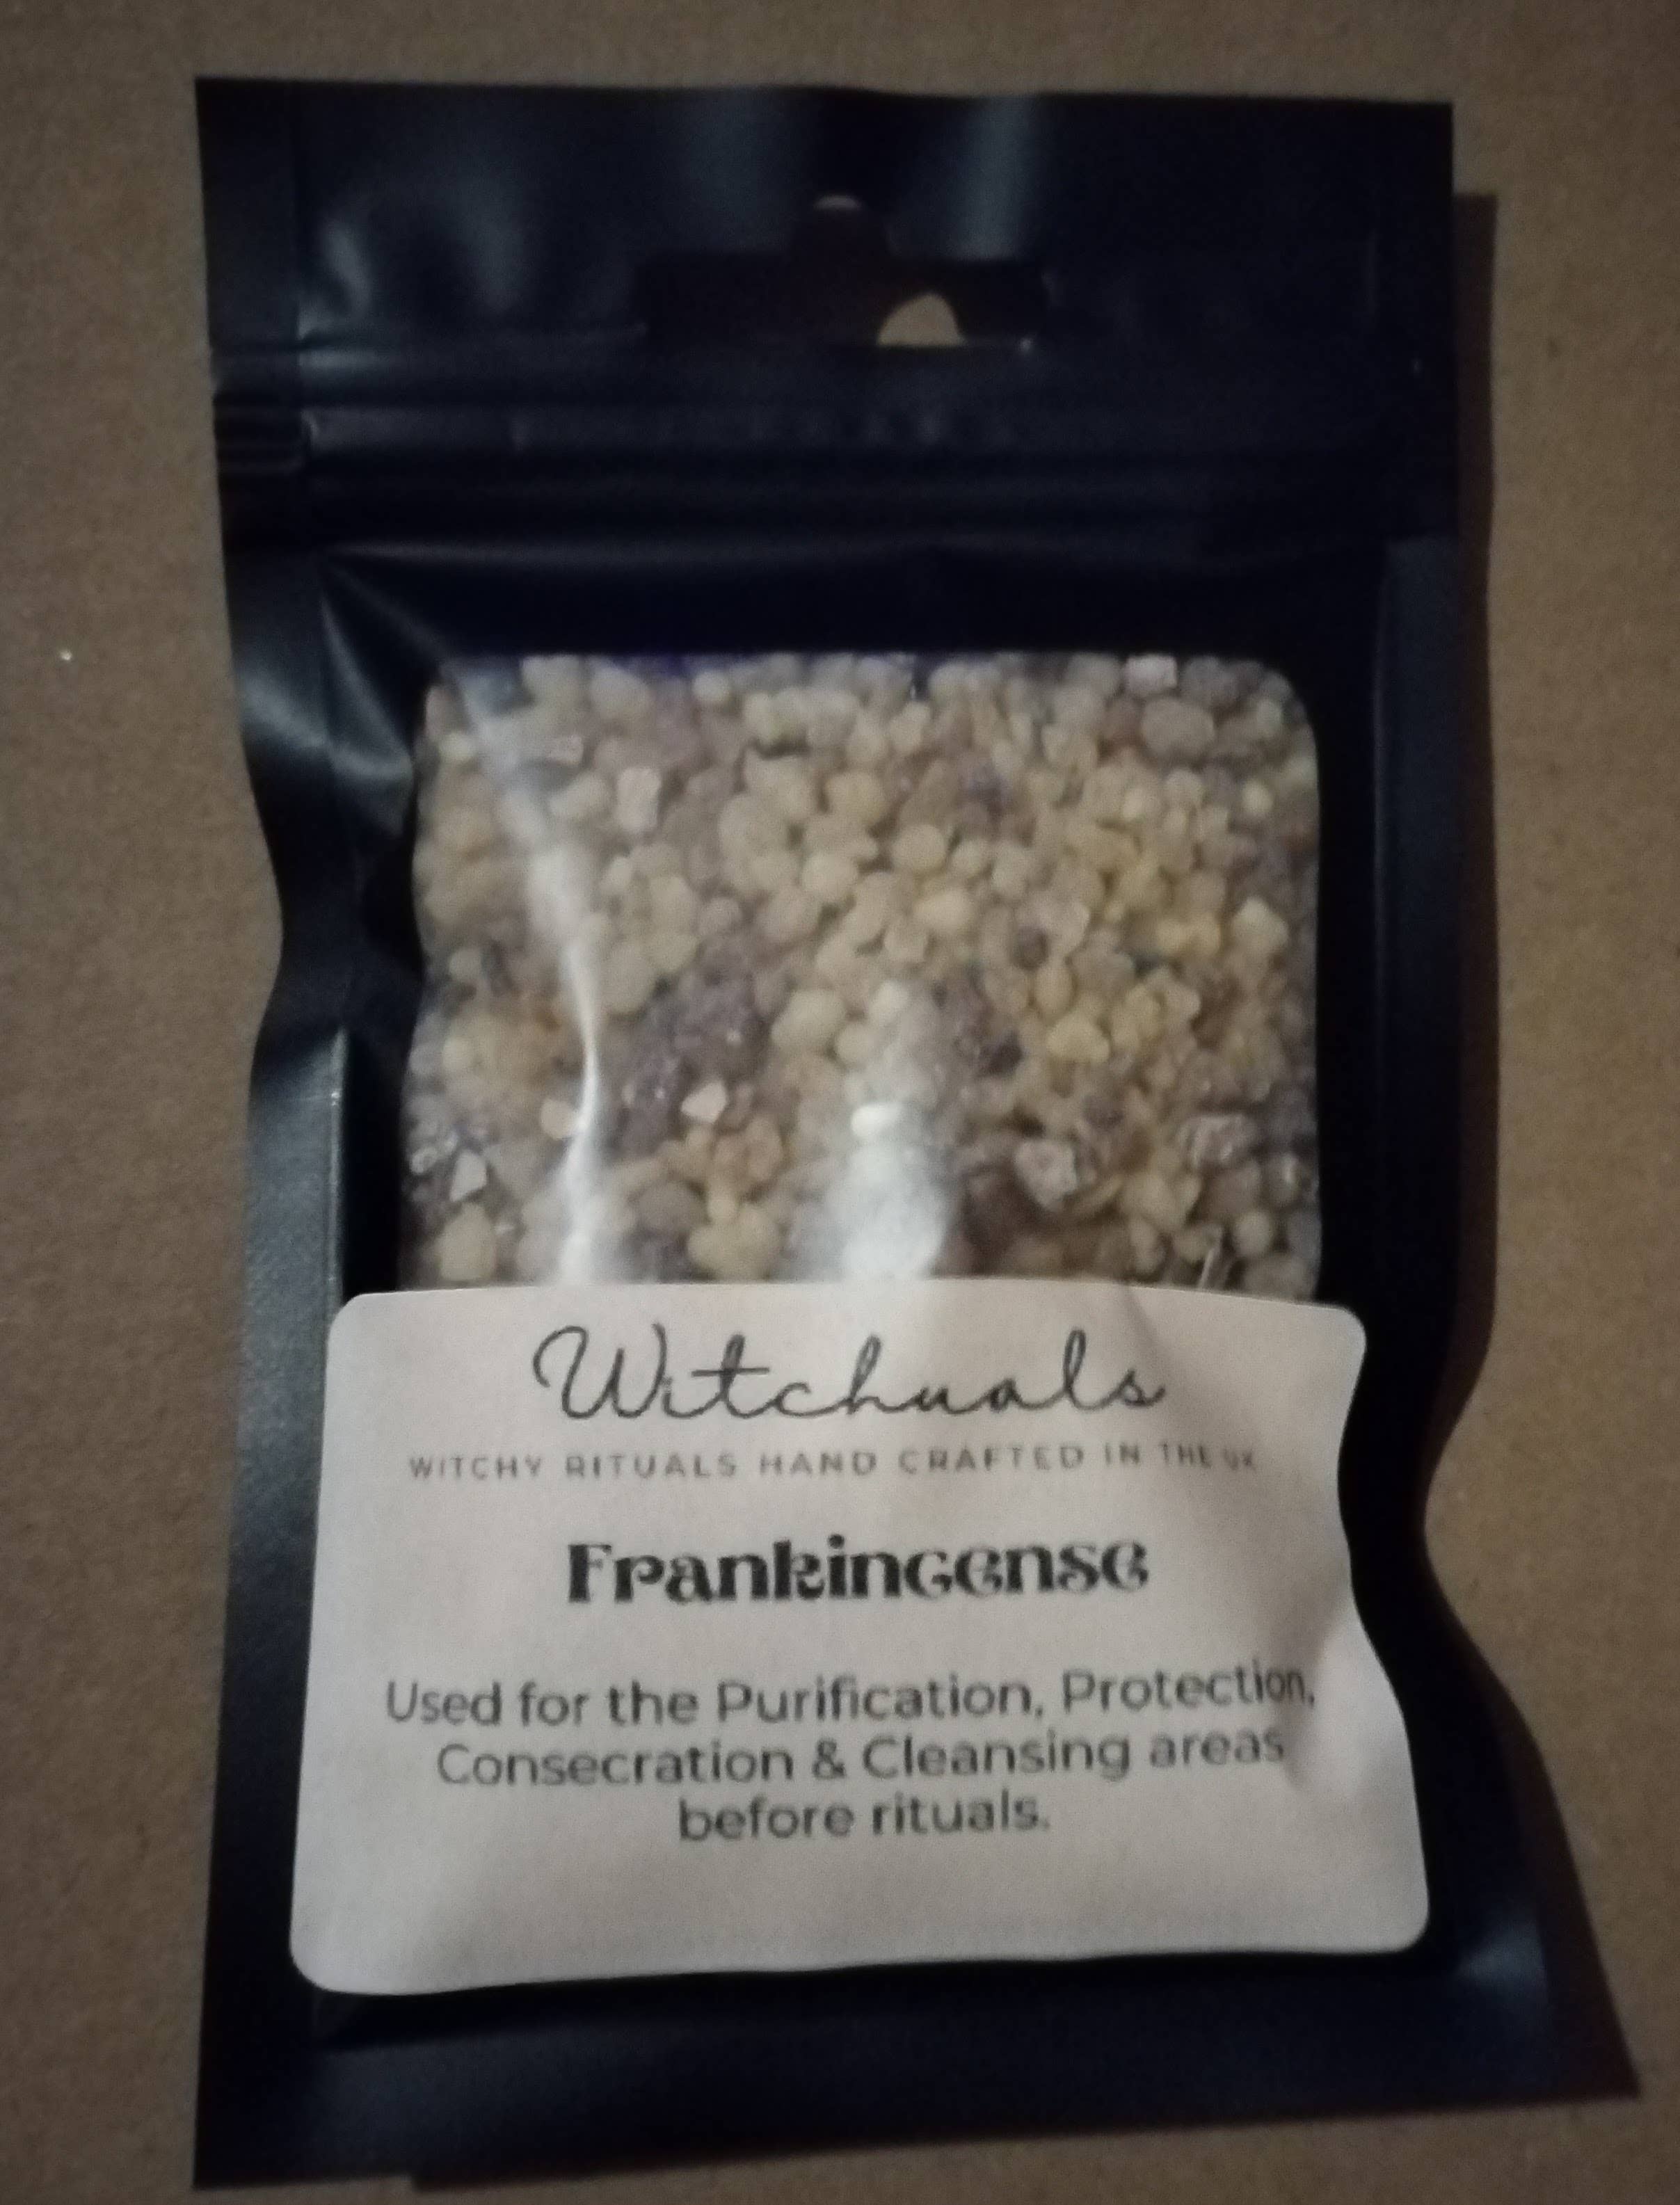 Witchuals
WITCHY RITUALS HAND CRAFTED IN THE UK
Frankincense
Used for the Purification, Protection,
Consecration & Cleansing areas
before rituals.